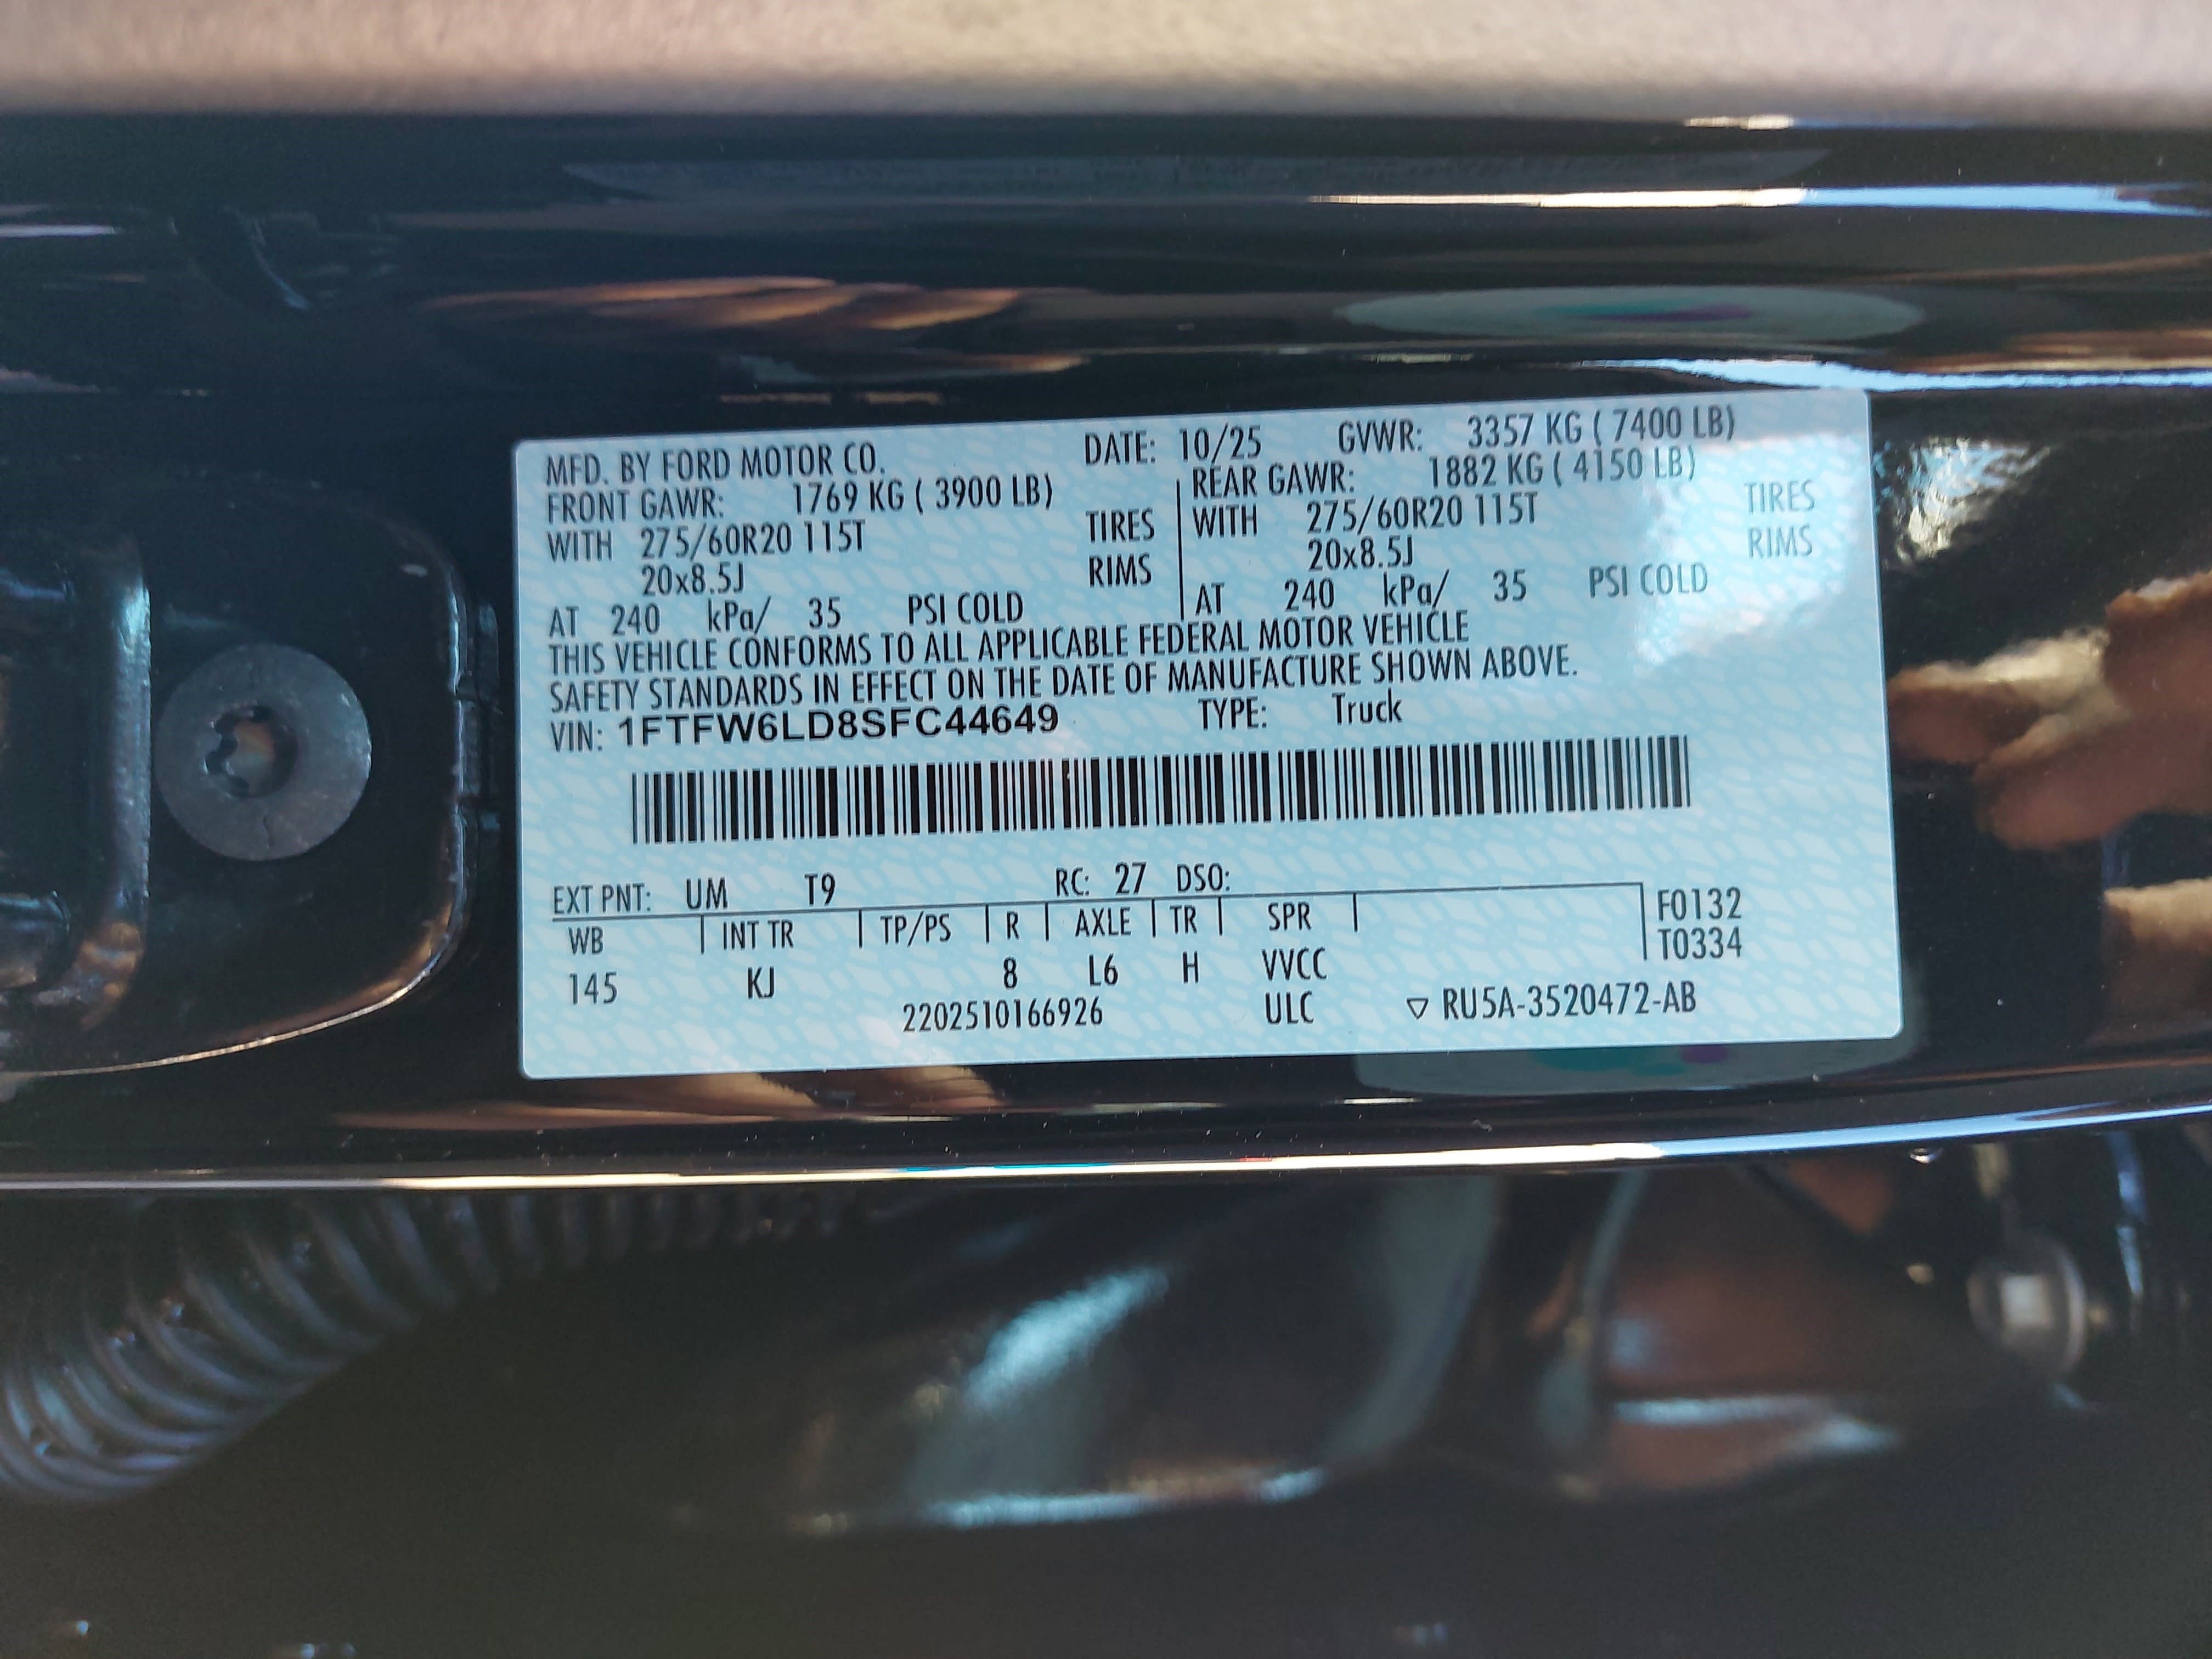 MFD. BY FORD MOTOR CO. DATE: 10/25 GVWR: 3357 KG ( 7400 LB)
FRONT GAWR: 1769 KG ( 3900 LB) REAR GAWR: 1882 KG ( 4150 LB)
WITH 275/60R20 115T TIRES WITH 275/60R20 115T TIRES
20x8.5J RIMS 20x8.5J RIMS
AT 240 kPa/ 35 PSI COLD AT 240 kPa/ 35 PSI COLD
THIS VEHICLE CONFORMS TO ALL APPLICABLE FEDERAL MOTOR VEHICLE
SAFETY STANDARDS IN EFFECT ON THE DATE OF MANUFACTURE SHOWN ABOVE.
VIN: 1FTFW6LD8SFC44649 TYPE: Truck
EXT PNT: UM T9 RC: 27 DSO:
WB INT TR TP/PS R AXLE TR SPR F0132
T0334
145 KJ 8 L6 H VVCC
2202510166926 ULC ▽ RU5A-3520472-AB